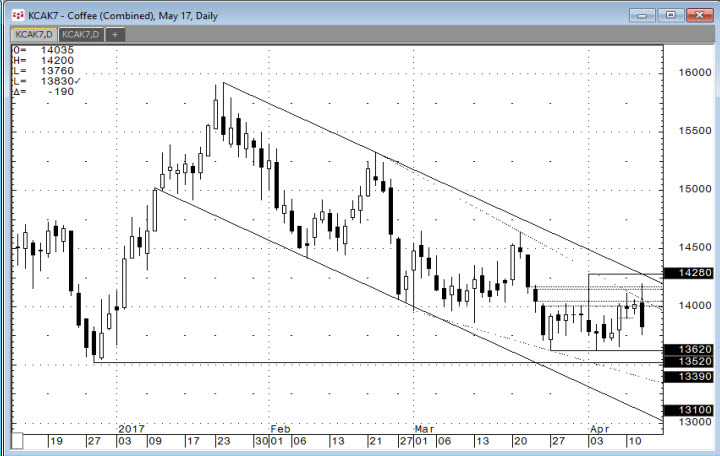 KCAK7 - Coffee (Combined), May 17, Daily
KCAK7,D KCAK7,D +
O= 14035
H= 14200
L= 13760
L= 13830✓
Δ= -190
16000
15500
15000
14500
14280
14000
13620
13520
13390
13100
13000
2017 Feb Mar Apr
19 27 03 09 17 23 30 01 06 13 21 27 01 06 13 20 27 03 10